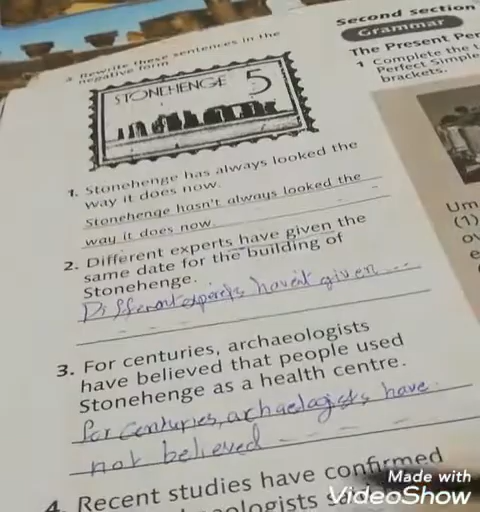 Second section
Grammar
The Present Per
1 Complete the t
Perfect Simple
brackets.
Rewrite these sentences in the
negative form
STONEHENGE 5
1. Stonehenge has always looked the
way it does now.
Stonehenge hasn't always looked the
way it does now.
2. Different experts have given the
same date for the building of
Stonehenge.
Different experts haven't given ---
3. For centuries, archaeologists
have believed that people used
Stonehenge as a health centre.
for centuries, archaelogists have
not believed - - - -
4. Recent studies have confirmed
ologists
Um
(1)
Made with
VideoShow